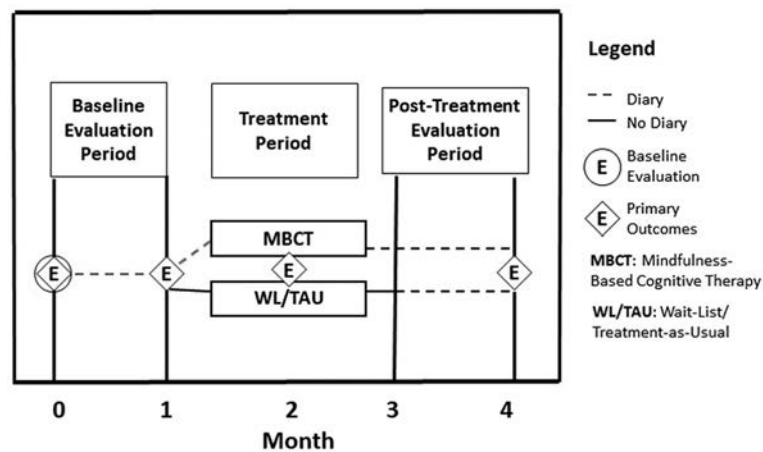 Baseline
Evaluation
Period
Treatment
Period
Post-Treatment
Evaluation
Period
MBCT
E
E
E
E
WL/TAU
0
1
2
3
4
Month
Legend
Diary
No Diary
E
Baseline
Evaluation
E
Primary
Outcomes
MBCT: Mindfulness-
Based Cognitive Therapy
WL/TAU: Wait-List/
Treatment-as-Usual